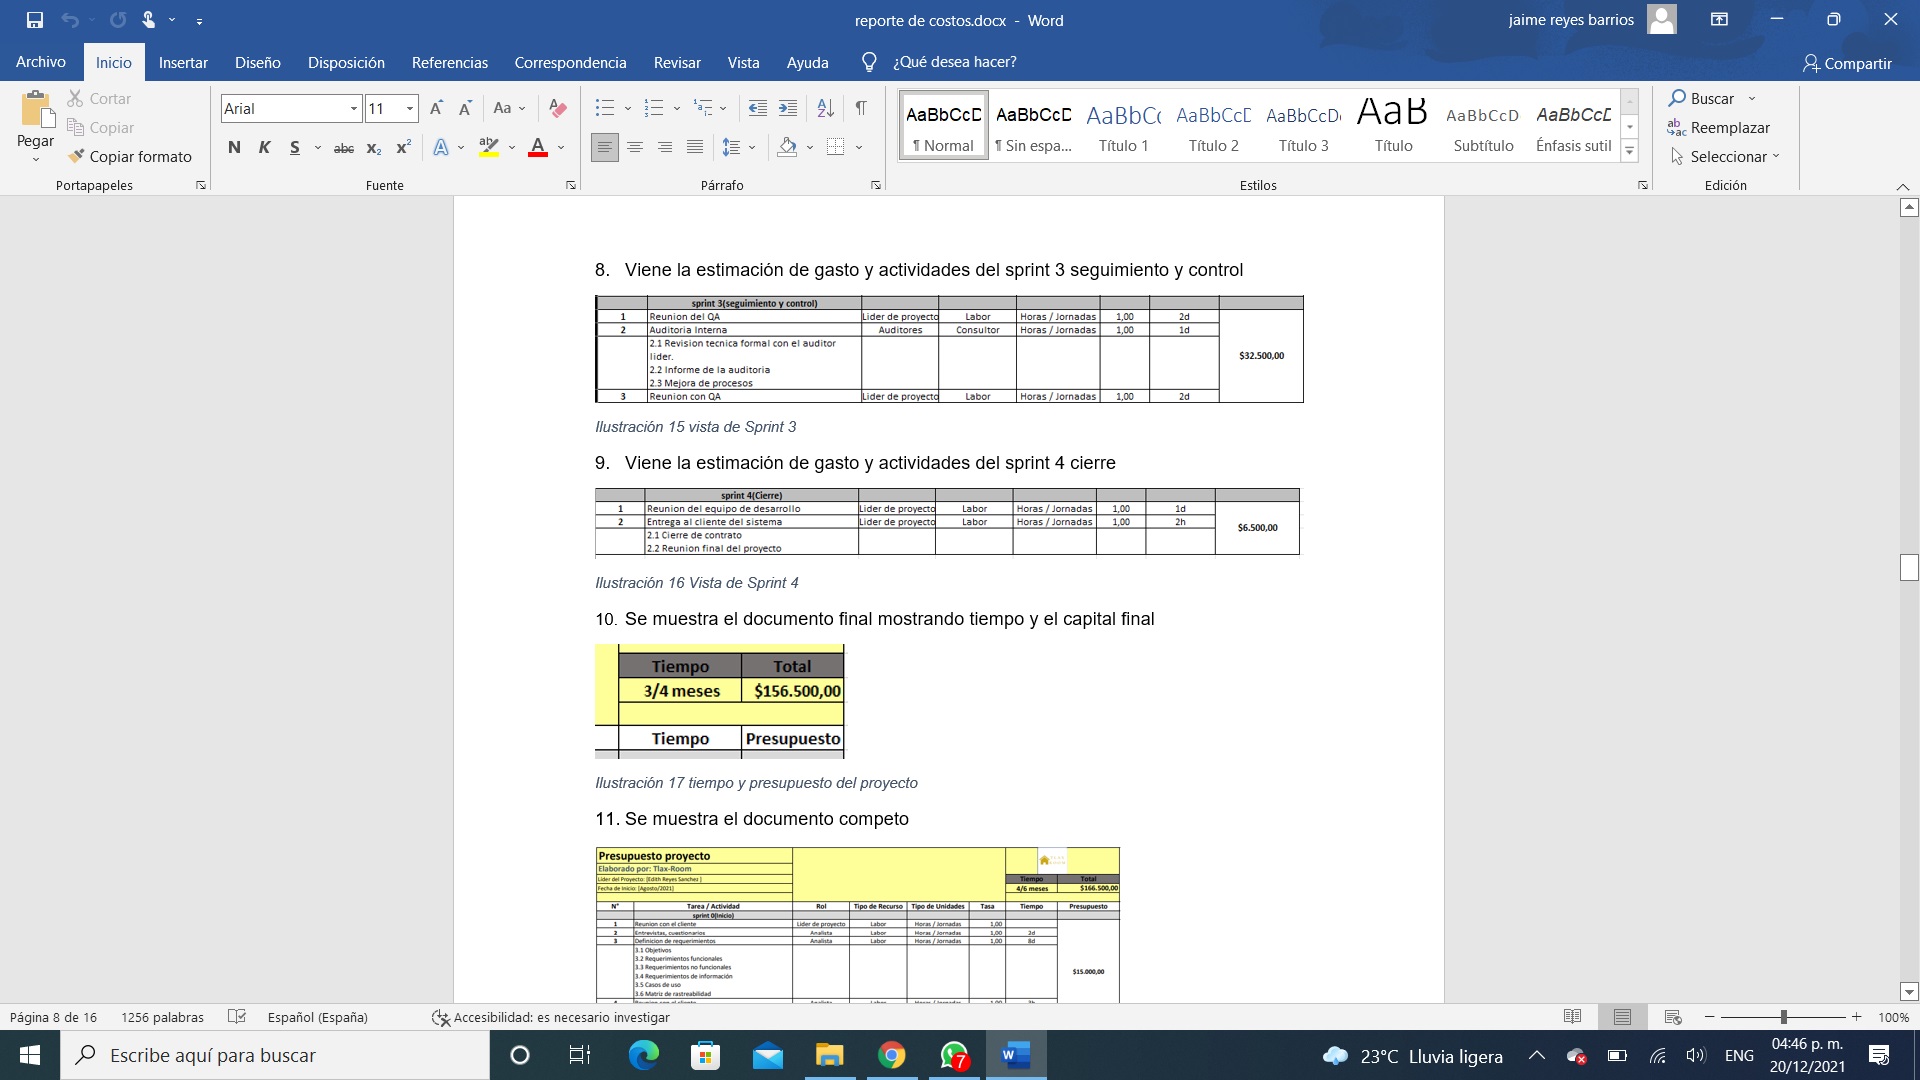 reporte de costos.docx - Word
jaime reyes barrios
Archivo Inicio Insertar Diseño Disposición Referencias Correspondencia Revisar Vista Ayuda ¿Qué desea hacer? Compartir
Pegar
Cortar
Copiar
Copiar formato
Portapapeles
Arial 11
Aa
N K S abc x₂ x² A ab A
Fuente
Párrafo
AaBbCcD AaBbCcD AaBbCc AaBbCcD AaBbCcD AaB AaBbCcD AaBbCcD
¶ Normal ¶ Sin espa... Título 1 Título 2 Título 3 Título Subtítulo Énfasis sutil
Estilos
Buscar
Reemplazar
Seleccionar
Edición
8. Viene la estimación de gasto y actividades del sprint 3 seguimiento y control
sprint 3(seguimiento y control)
1 Reunion del QA Lider de proyecto Labor Horas / Jornadas 1,00 2d
2 Auditoria Interna Auditores Consultor Horas / Jornadas 1,00 1d
2.1 Revision tecnica formal con el auditor
lider.
$32.500,00
2.2 Informe de la auditoria
2.3 Mejora de procesos
3 Reunion con QA Lider de proyecto Labor Horas / Jornadas 1,00 2d
Ilustración 15 vista de Sprint 3
9. Viene la estimación de gasto y actividades del sprint 4 cierre
sprint 4(Cierre)
1 Reunion del equipo de desarrollo Lider de proyecto Labor Horas / Jornadas 1,00 1d
2 Entrega al cliente del sistema Lider de proyecto Labor Horas / Jornadas 1,00 2h
$6.500,00
2.1 Cierre de contrato
2.2 Reunion final del proyecto
Ilustración 16 Vista de Sprint 4
10. Se muestra el documento final mostrando tiempo y el capital final
Tiempo Total
3/4 meses $156.500,00
Tiempo Presupuesto
Ilustración 17 tiempo y presupuesto del proyecto
11. Se muestra el documento competo
Presupuesto proyecto
Elaborado por: Tlax-Room
Lider del Proyecto: [Edith Reyes Sanchez ]
Tiempo Total
Fecha de Inicio: [Agosto/2021]
4/6 meses $166.500,00
N° Tarea / Actividad Rol Tipo de Recurso Tipo de Unidades Tasa Tiempo Presupuesto
sprint 0(Inicio)
1 Reunion con el cliente Lider de proyecto Labor Horas / Jornadas 1,00
2 Entrevistas, cuestionarios Analista Labor Horas / Jornadas 1,00 2d
3 Definicion de requerimientos Analista Labor Horas / Jornadas 1,00 8d
3.1 Objetivos
3.2 Requerimientos funcionales
3.3 Requerimientos no funcionales
$15.000,00
3.4 Requerimientos de información
3.5 Casos de uso
3.6 Matriz de rastreabilidad
Página 8 de 16 1256 palabras Español (España) Accesibilidad: es necesario investigar 100%
Escribe aquí para buscar
7
23°C Lluvia ligera
ENG
04:46 p. m.
20/12/2021